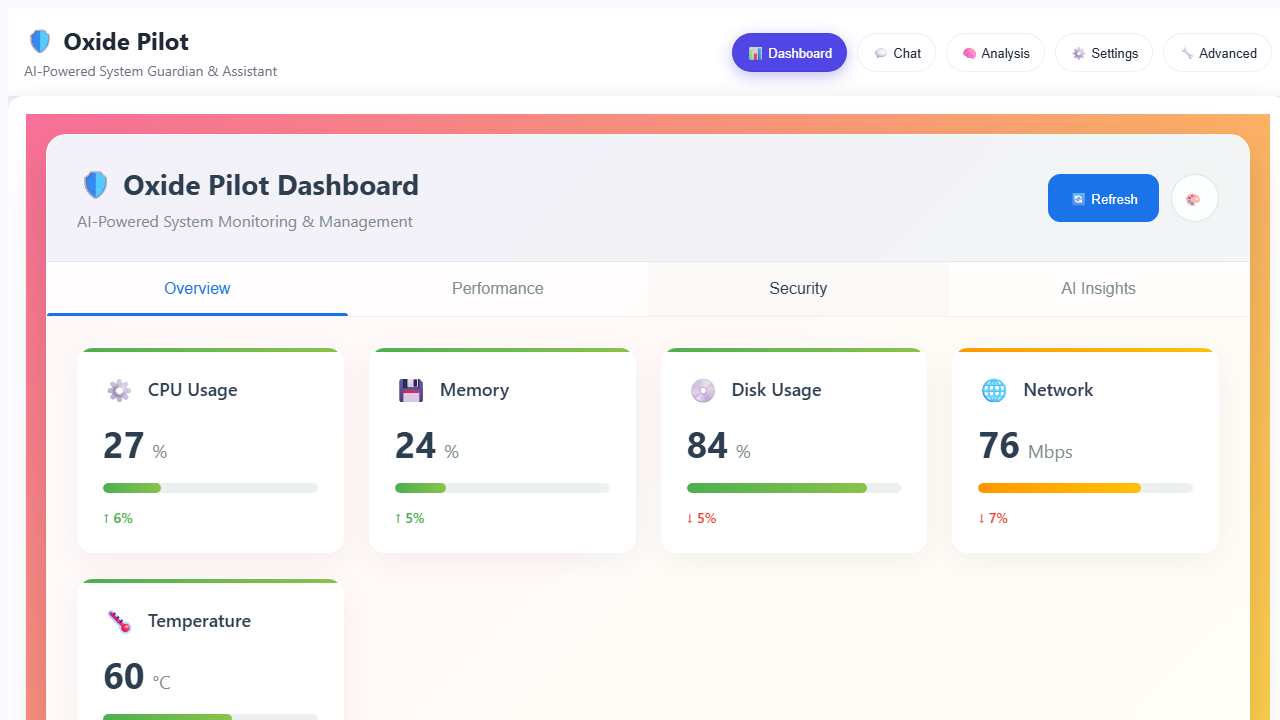 Oxide Pilot
AI-Powered System Guardian & Assistant
Dashboard
Chat
Analysis
Settings
Advanced
Oxide Pilot Dashboard
AI-Powered System Monitoring & Management
Refresh
Overview
Performance
Security
AI Insights
CPU Usage
27 %
↑ 6%
Memory
24 %
↑ 5%
Disk Usage
84 %
↓ 5%
Network
76 Mbps
↓ 7%
Temperature
60 °C